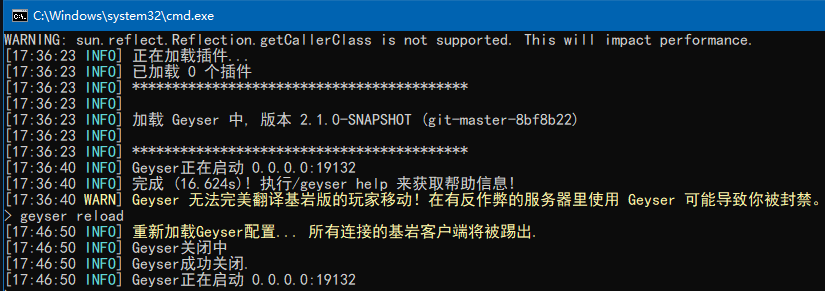 C:\Windows\system32\cmd.exe
WARNING: sun.reflect.Reflection.getCallerClass is not supported. This will impact performance.
[17:36:23 INFO] 正在加载插件...
[17:36:23 INFO] 已加载 0 个插件
[17:36:23 INFO] ******************************************
[17:36:23 INFO]
[17:36:23 INFO] 加载 Geyser 中, 版本 2.1.0-SNAPSHOT (git-master-8bf8b22)
[17:36:23 INFO]
[17:36:23 INFO] ******************************************
[17:36:40 INFO] Geyser正在启动 0.0.0.0:19132
[17:36:40 INFO] 完成 (16.624s)! 执行/geyser help 来获取帮助信息!
[17:36:40 WARN] Geyser 无法完美翻译基岩版的玩家移动! 在有反作弊的服务器里使用 Geyser 可能导致你被封禁。
> geyser reload
[17:46:50 INFO] 重新加载Geyser配置... 所有连接的基岩客户端将被踢出.
[17:46:50 INFO] Geyser关闭中
[17:46:50 INFO] Geyser成功关闭.
[17:46:50 INFO] Geyser正在启动 0.0.0.0:19132